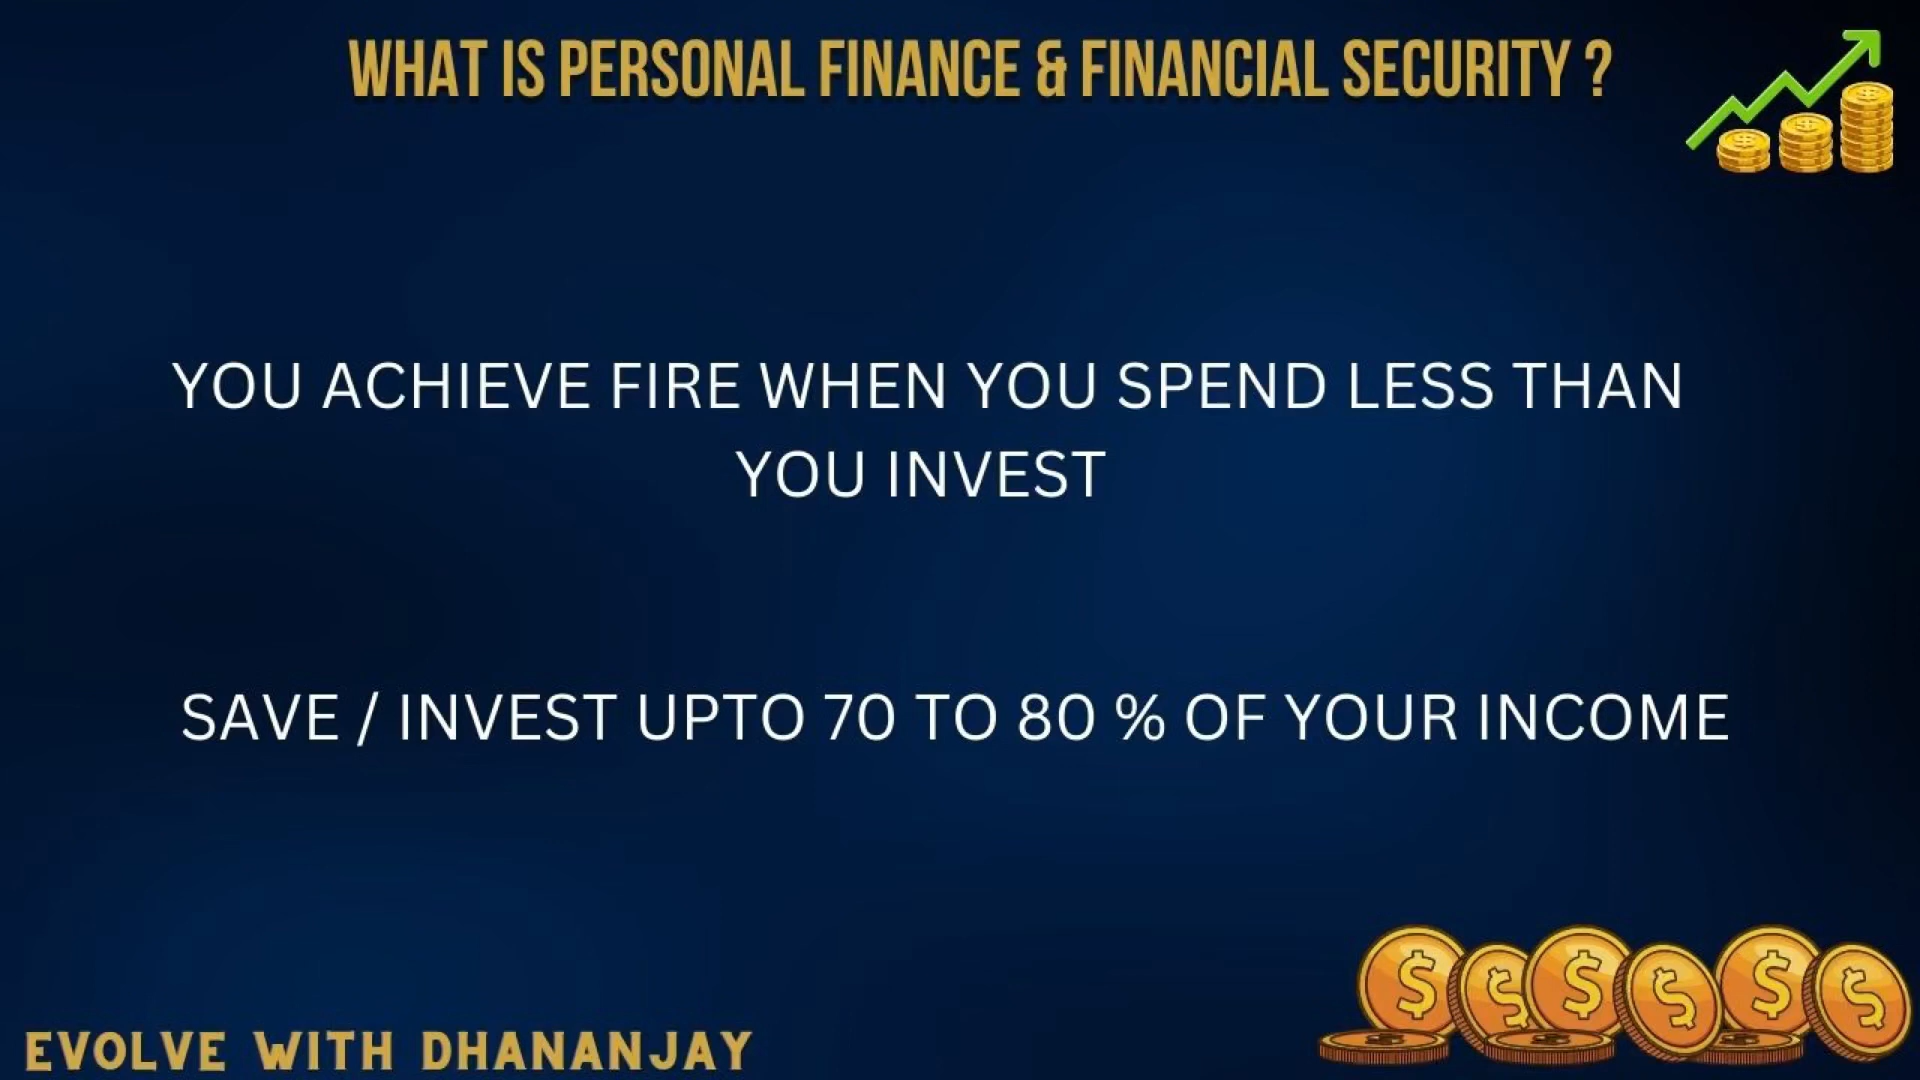 WHAT IS PERSONAL FINANCE & FINANCIAL SECURITY ?
YOU ACHIEVE FIRE WHEN YOU SPEND LESS THAN
YOU INVEST
SAVE / INVEST UPTO 70 TO 80 % OF YOUR INCOME
EVOLVE WITH DHANANJAY